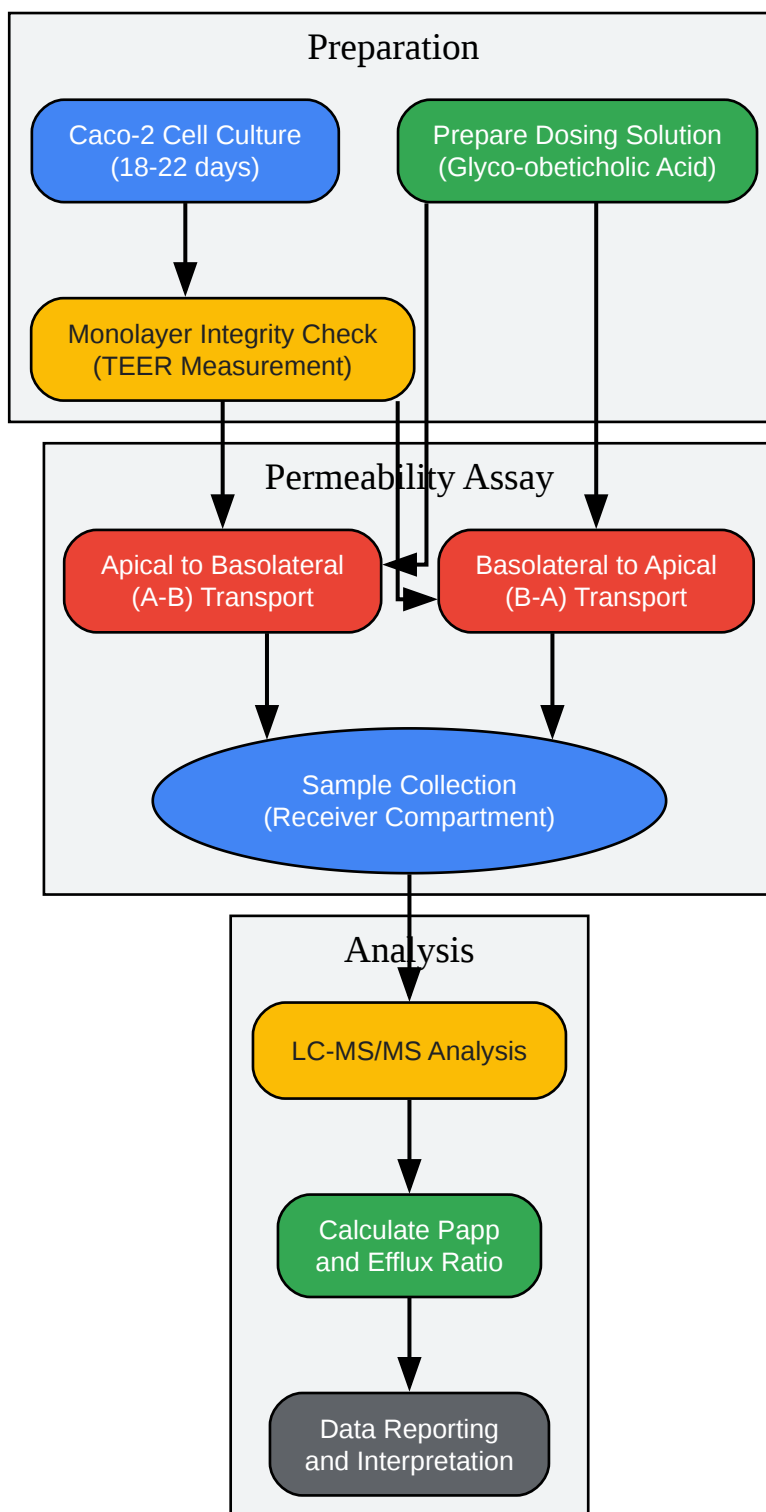 Preparation
Caco-2 Cell Culture
(18-22 days)
Prepare Dosing Solution
(Glyco-obeticholic Acid)
Monolayer Integrity Check
(TEER Measurement)
Permeability Assay
Apical to Basolateral
(A-B) Transport
Basolateral to Apical
(B-A) Transport
Sample Collection
(Receiver Compartment)
Analysis
LC-MS/MS Analysis
Calculate Papp
and Efflux Ratio
Data Reporting
and Interpretation